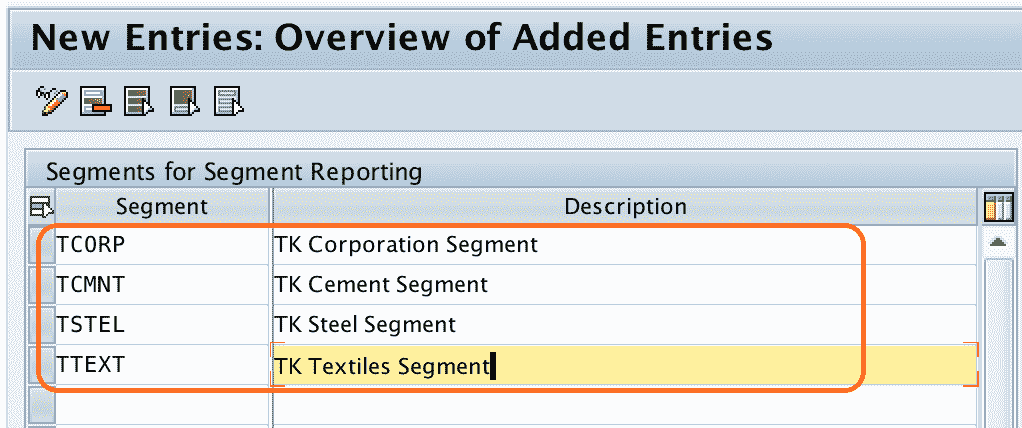 New Entries: Overview of Added Entries
Segments for Segment Reporting
Segment Description
TCORP TK Corporation Segment
TCMNT TK Cement Segment
TSTEL TK Steel Segment
TTEXT TK Textiles Segment